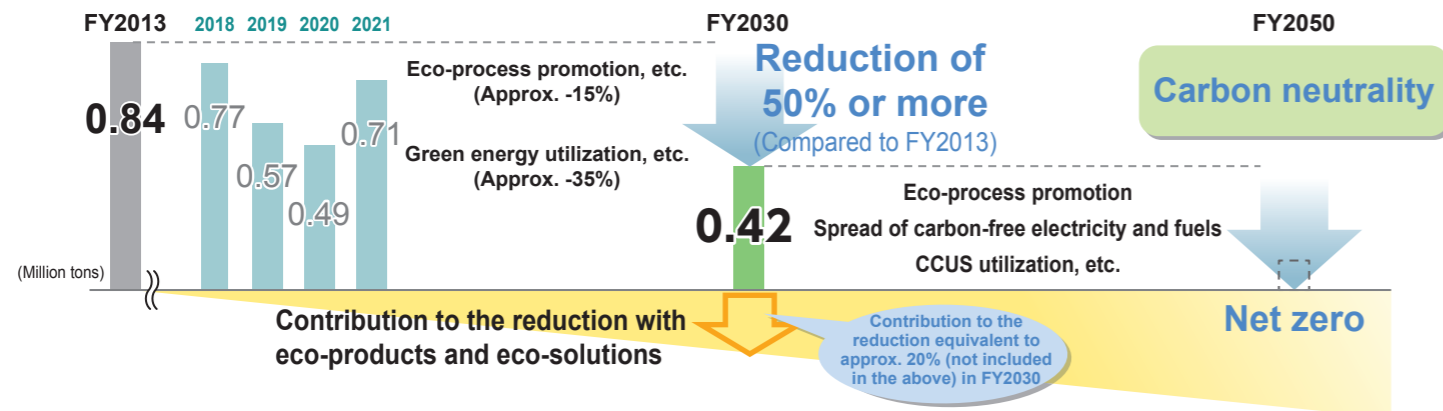 FY2013
2018 2019 2020 2021
FY2030
FY2050
0.84
0.77
0.57
0.49
0.71
Eco-process promotion, etc.
(Approx. -15%)
Green energy utilization, etc.
(Approx. -35%)
Reduction of
50% or more
(Compared to FY2013)
Carbon neutrality
0.42
Eco-process promotion
Spread of carbon-free electricity and fuels
CCUS utilization, etc.
(Million tons)
Net zero
Contribution to the reduction with
eco-products and eco-solutions
Contribution to the
reduction equivalent to
approx. 20% (not included
in the above) in FY2030